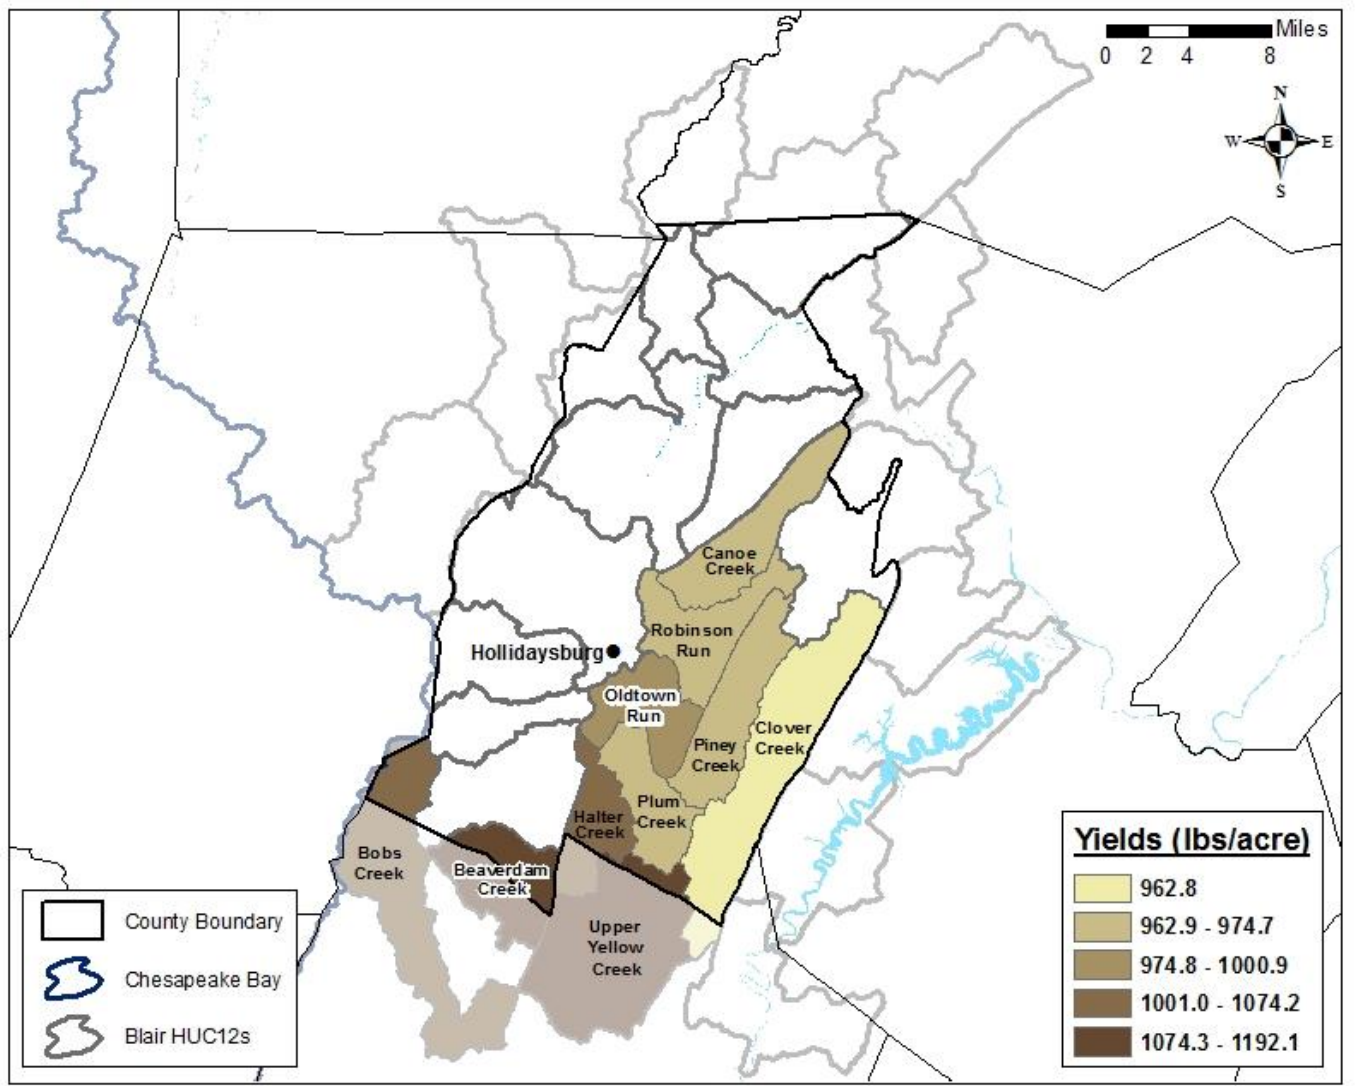 Miles
0 2 4 8
N
W E
S
Canoe
Creek
Robinson
Run
Hollidaysburg
Oldtown
Run
Clover
Creek
Piney
Creek
Plum
Creek
Halter
Creek
Bobs
Creek
Beaverdam
Creek
Upper
Yellow
Creek
County Boundary
Chesapeake Bay
Blair HUC12s
Yields (lbs/acre)
962.8
962.9 - 974.7
974.8 - 1000.9
1001.0 - 1074.2
1074.3 - 1192.1